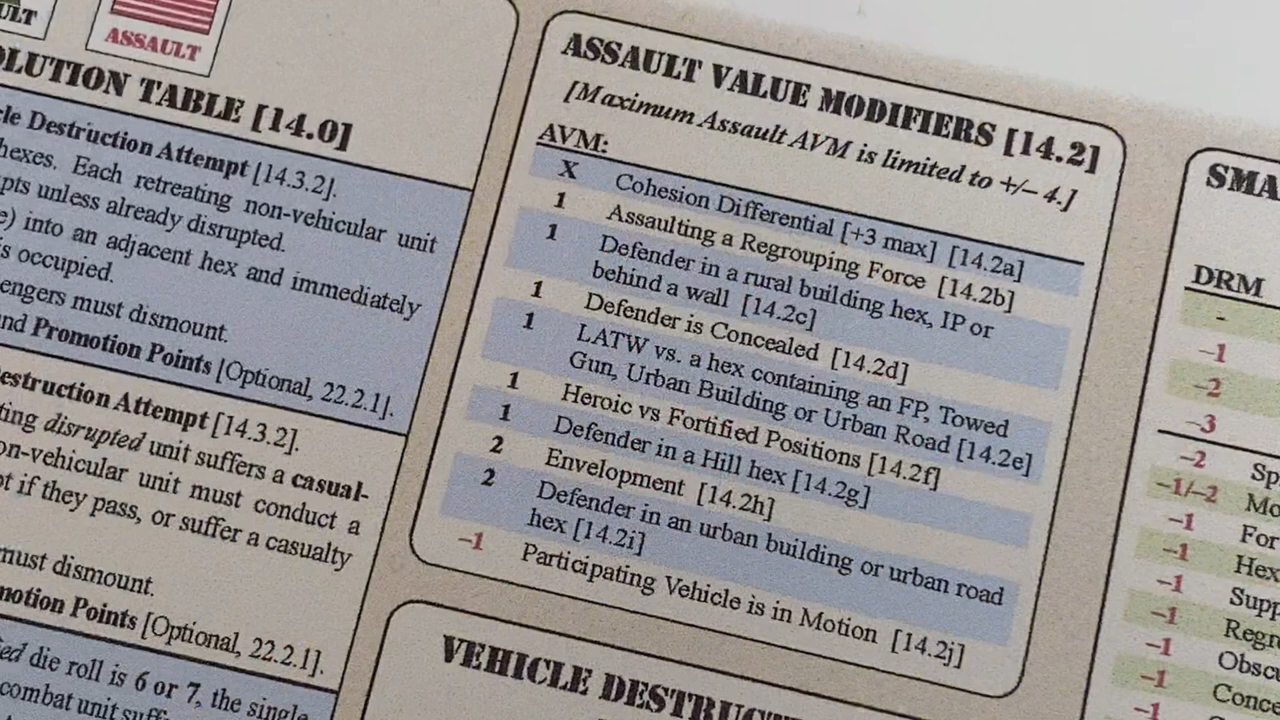 ULT
ASSAULT
OLUTION TABLE [14.0]
cle Destruction Attempt [14.3.2].
hexes. Each retreating non-vehicular unit
pts unless already disrupted.
e) into an adjacent hex and immediately
is occupied.
engers must dismount.
nd Promotion Points [Optional, 22.2.1].
estruction Attempt [14.3.2].
ting disrupted unit suffers a casual-
on-vehicular unit must conduct a
pt if they pass, or suffer a casualty
must dismount.
motion Points [Optional, 22.2.1].
ied die roll is 6 or 7, the single
combat unit suff
ASSAULT VALUE MODIFIERS [14.2]
[Maximum Assault AVM is limited to +/– 4.]
AVM:
X Cohesion Differential [+3 max] [14.2a]
1 Assaulting a Regrouping Force [14.2b]
1 Defender in a rural building hex, IP or
behind a wall [14.2c]
1 Defender is Concealed [14.2d]
1 LATW vs. a hex containing an FP, Towed
Gun, Urban Building or Urban Road [14.2e]
1 Heroic vs Fortified Positions [14.2f]
1 Defender in a Hill hex [14.2g]
2 Envelopment [14.2h]
2 Defender in an urban building or urban road
hex [14.2i]
–1 Participating Vehicle is in Motion [14.2j]
VEHICLE DESTRUCT
SMA
DRM
-
–1
–2
–3
–2 Sp
–1/–2 Mo
–1 For
–1 Hex
–1 Supp
–1 Regr
–1 Obscu
–1 Conce
–1